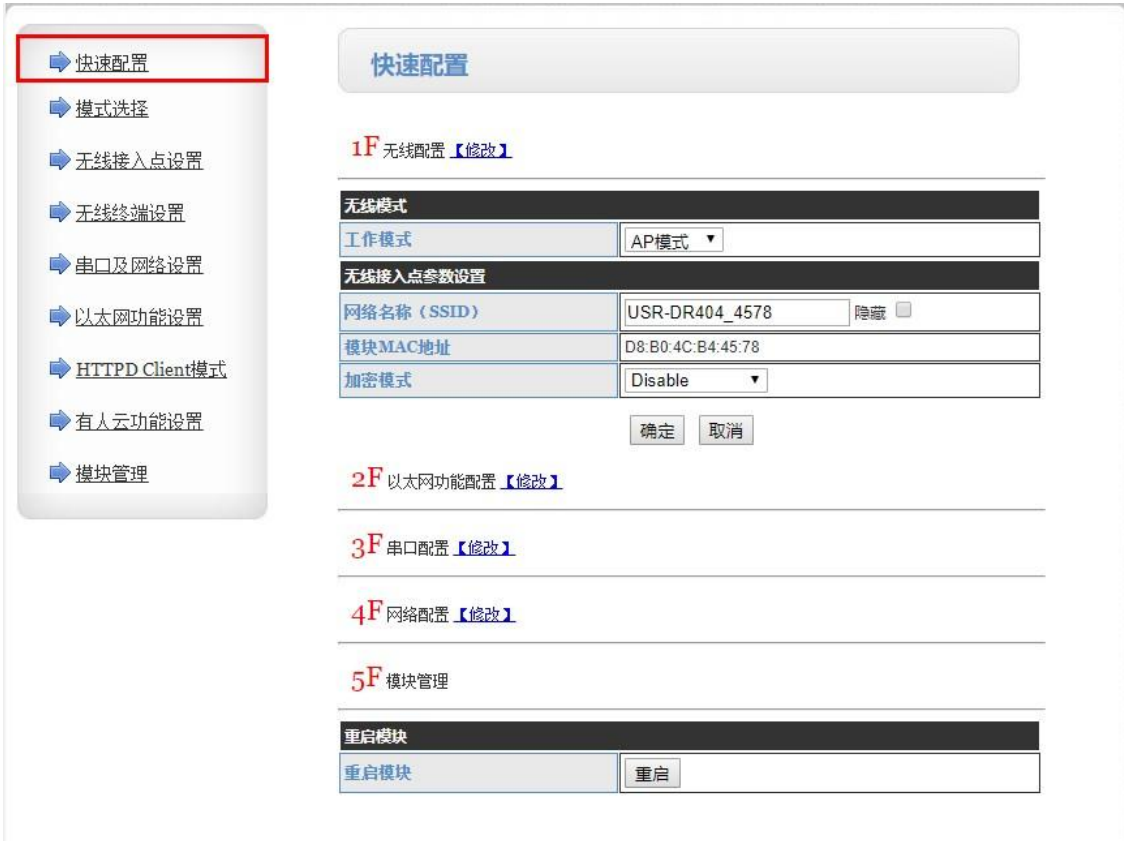 快速配置
模式选择
无线接入点设置
无线终端设置
串口及网络设置
以太网功能设置
HTTPD Client模式
有人云功能设置
模块管理
快速配置
1F 无线配置【修改】
无线模式
工作模式 AP模式
无线接入点参数设置
网络名称（SSID） USR-DR404_4578 隐藏
模块MAC地址 D8:B0:4C:B4:45:78
加密模式 Disable
确定 取消
2F 以太网功能配置【修改】
3F 串口配置【修改】
4F 网络配置【修改】
5F 模块管理
重启模块
重启模块 重启